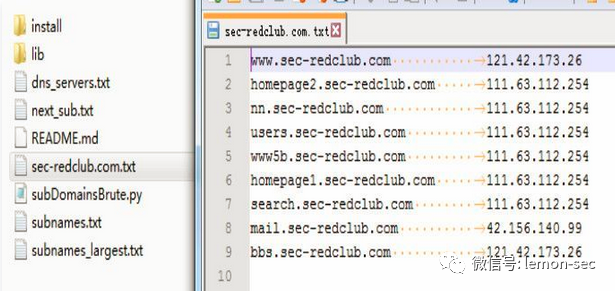 install
lib
dns_servers.txt
next_sub.txt
README.md
sec-redclub.com.txt
subDomainsBrute.py
subnames.txt
subnames_largest.txt
sec-redclub.com.txt
1 www.sec-redclub.com ············→121.42.173.26
2 homepage2.sec-redclub.com ·····→111.63.112.254
3 nn.sec-redclub.com ············→111.63.112.254
4 users.sec-redclub.com ·········→111.63.112.254
5 www5b.sec-redclub.com ·········→111.63.112.254
6 homepage1.sec-redclub.com ·····→111.63.112.254
7 search.sec-redclub.com ········→111.63.112.254
8 mail.sec-redclub.com ··········→42.156.140.99
9 bbs.sec-redclub.com ···········→121.42.173.26
10
微信号: lemon-sec